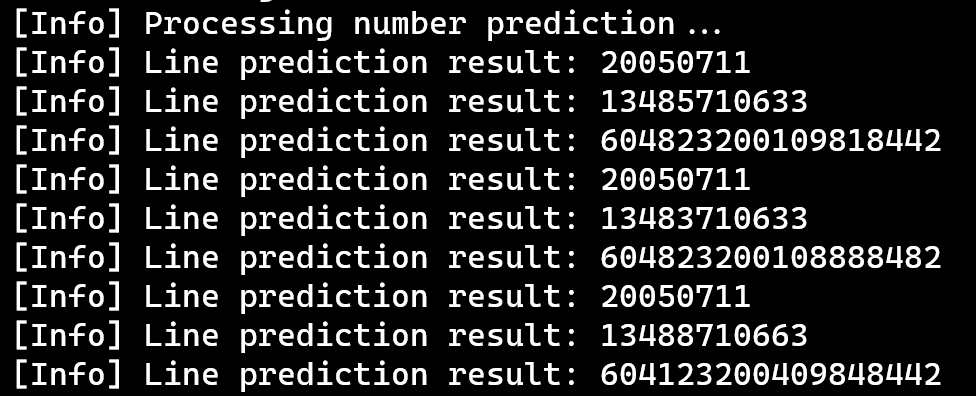 [Info] Processing number prediction...
[Info] Line prediction result: 20050711
[Info] Line prediction result: 13485710633
[Info] Line prediction result: 604823200109818442
[Info] Line prediction result: 20050711
[Info] Line prediction result: 13483710633
[Info] Line prediction result: 604823200108888482
[Info] Line prediction result: 20050711
[Info] Line prediction result: 13488710663
[Info] Line prediction result: 604123200409848442